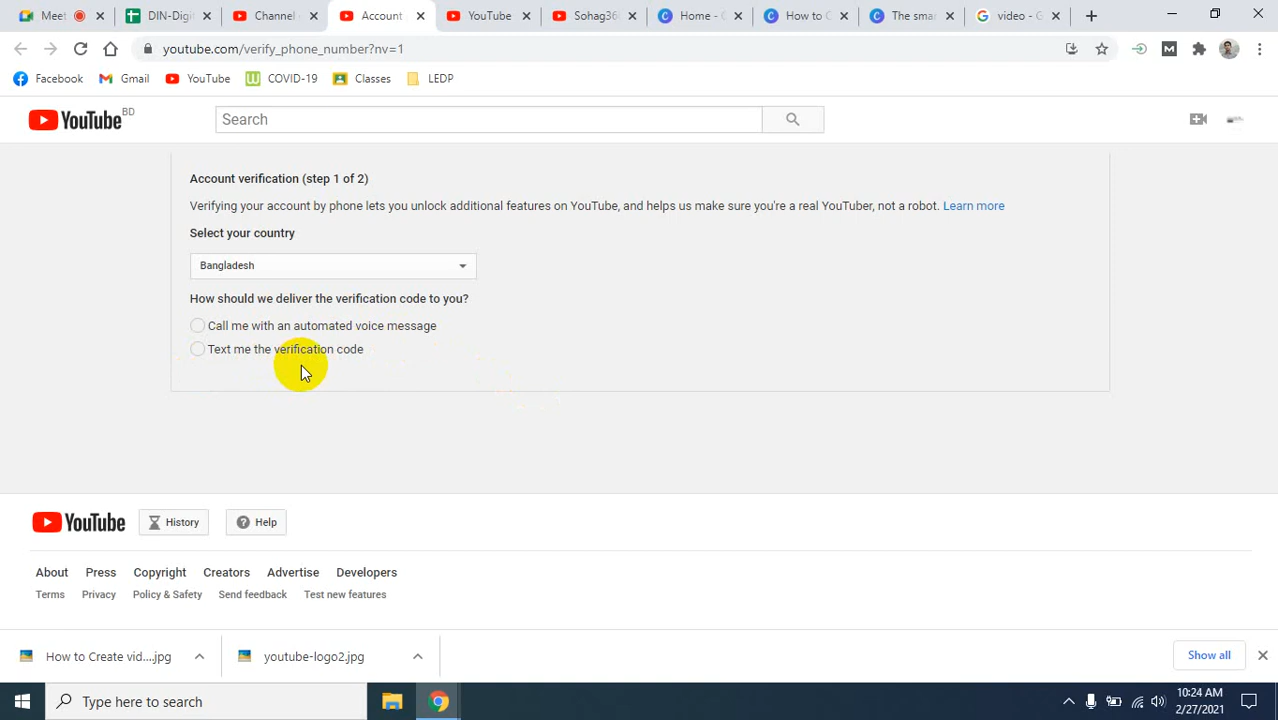 Meet DIN-Digi Channel Account YouTube Sohag36 Home - C How to C The smar video - G
youtube.com/verify_phone_number?nv=1
Facebook Gmail YouTube COVID-19 Classes LEDP
YouTube BD Search
Account verification (step 1 of 2)
Verifying your account by phone lets you unlock additional features on YouTube, and helps us make sure you're a real YouTuber, not a robot. Learn more
Select your country
Bangladesh
How should we deliver the verification code to you?
Call me with an automated voice message
Text me the verification code
YouTube History Help
About Press Copyright Creators Advertise Developers
Terms Privacy Policy & Safety Send feedback Test new features
How to Create vid....jpg youtube-logo2.jpg Show all
Type here to search 10:24 AM
2/27/2021